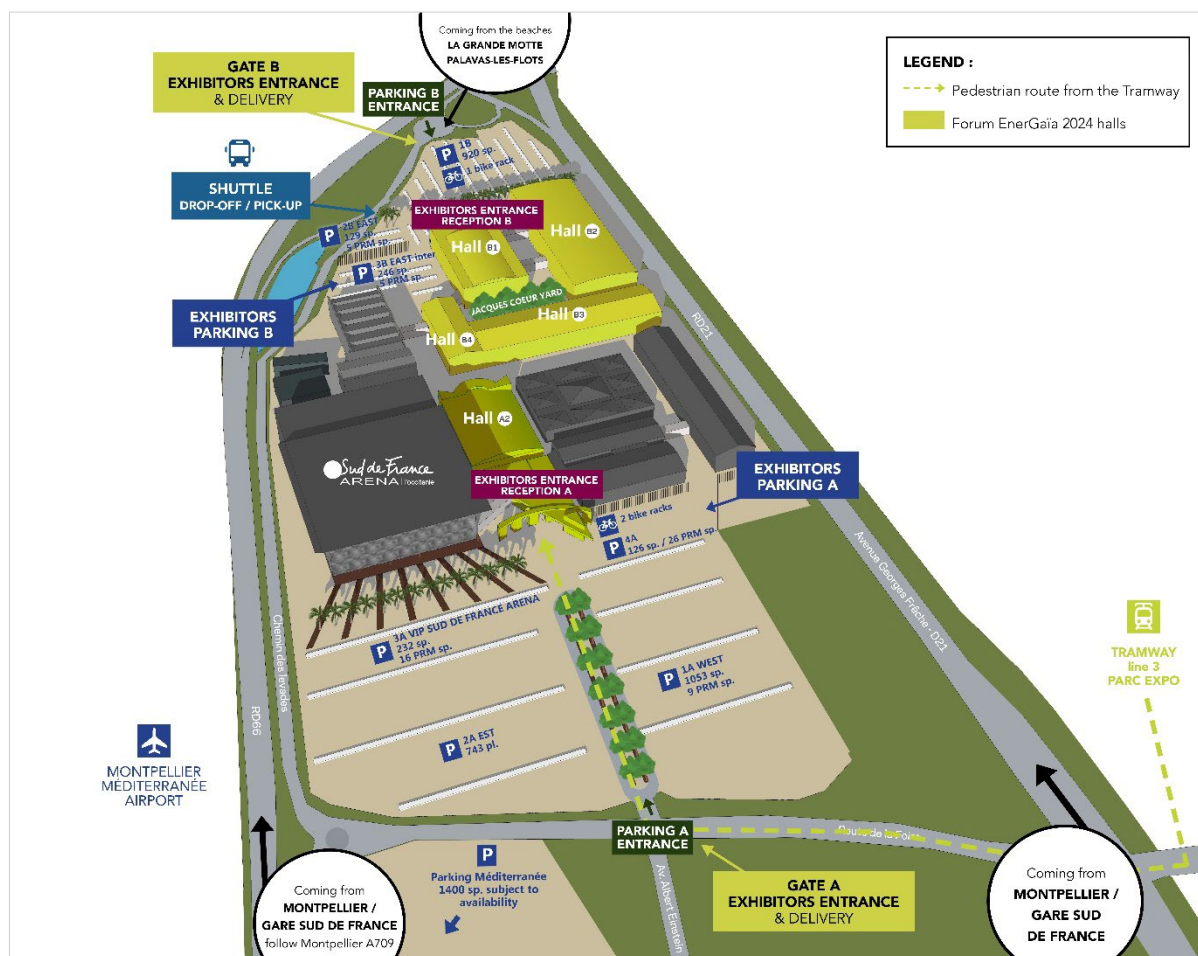 Coming from the beaches
LA GRANDE MOTTE
PALAVAS-LES-FLOTS
LEGEND :
Pedestrian route from the Tramway
Forum EnerGaïa 2024 halls
GATE B
EXHIBITORS ENTRANCE
& DELIVERY
PARKING B
ENTRANCE
P
1B
920 sp.
1 bike rack
SHUTTLE
DROP-OFF / PICK-UP
EXHIBITORS ENTRANCE
RECEPTION B
P
2B EAST
129 sp.
5 PRM sp.
Hall B1
Hall B2
P
3B EAST inter
246 sp.
5 PRM sp.
JACQUES COEUR YARD
EXHIBITORS
PARKING B
Hall B3
Hall B4
RD21
Hall A2
Sud de France
ARENA l'occitanie
EXHIBITORS ENTRANCE
RECEPTION A
EXHIBITORS
PARKING A
2 bike racks
P
4A
126 sp. / 26 PRM sp.
Avenue Georges Frêche - D21
Chemin des levades
P
3A VIP SUD DE FRANCE ARENA
232 sp.
16 PRM sp.
P
1A WEST
1053 sp.
9 PRM sp.
TRAMWAY
line 3
PARC EXPO
RD66
P
2A EST
743 pl.
MONTPELLIER
MÉDITERRANÉE
AIRPORT
PARKING A
ENTRANCE
Route de la Foire
P
Parking Méditerranée
1400 sp. subject to
availability
Av. Albert Einstein
GATE A
EXHIBITORS ENTRANCE
& DELIVERY
Coming from
MONTPELLIER /
GARE SUD DE FRANCE
follow Montpellier A709
Coming from
MONTPELLIER /
GARE SUD
DE FRANCE